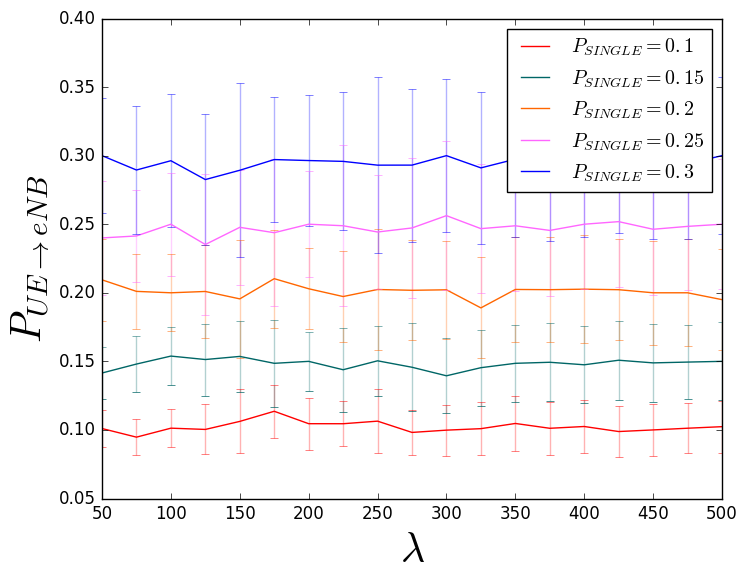 0.40
0.35
0.30
0.25
0.20
0.15
0.10
0.05
P_{UE→eNB}
P_{SINGLE} = 0.1
P_{SINGLE} = 0.15
P_{SINGLE} = 0.2
P_{SINGLE} = 0.25
P_{SINGLE} = 0.3
50 100 150 200 250 300 350 400 450 500
λ